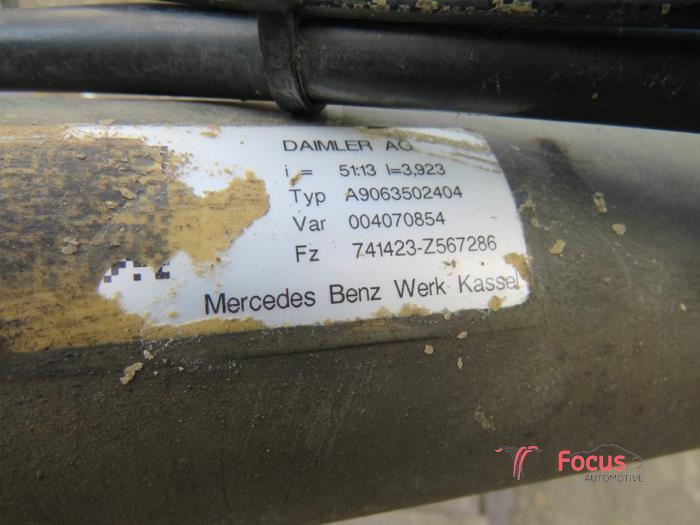 DAIMLER AG
i = 51:13 I=3,923
Typ A9063502404
Var 004070854
Fz 741423-Z567286
Mercedes Benz Werk Kassel
Focus
AUTOMOTIVE